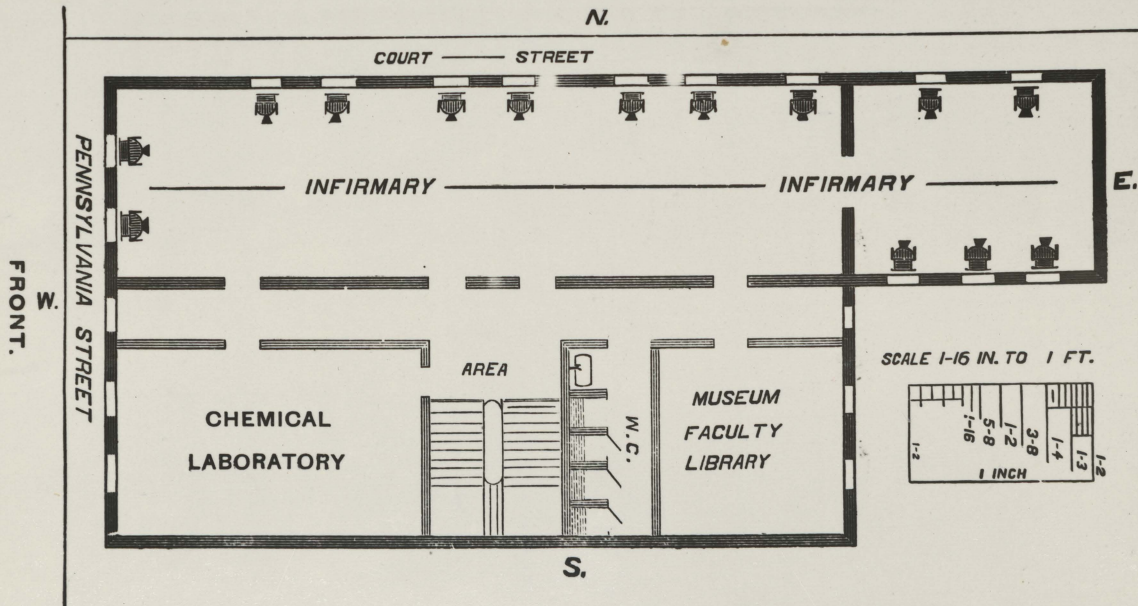 N.
COURT — STREET
PENNSYLVANIA STREET
FRONT.
W.
INFIRMARY
INFIRMARY
E.
AREA
CHEMICAL
LABORATORY
W.C.
MUSEUM
FACULTY
LIBRARY
SCALE 1-16 IN. TO 1 FT.
1-2
1-16
5-8
1-2
3-8
1-4
1-3
1-2
1 INCH
S.